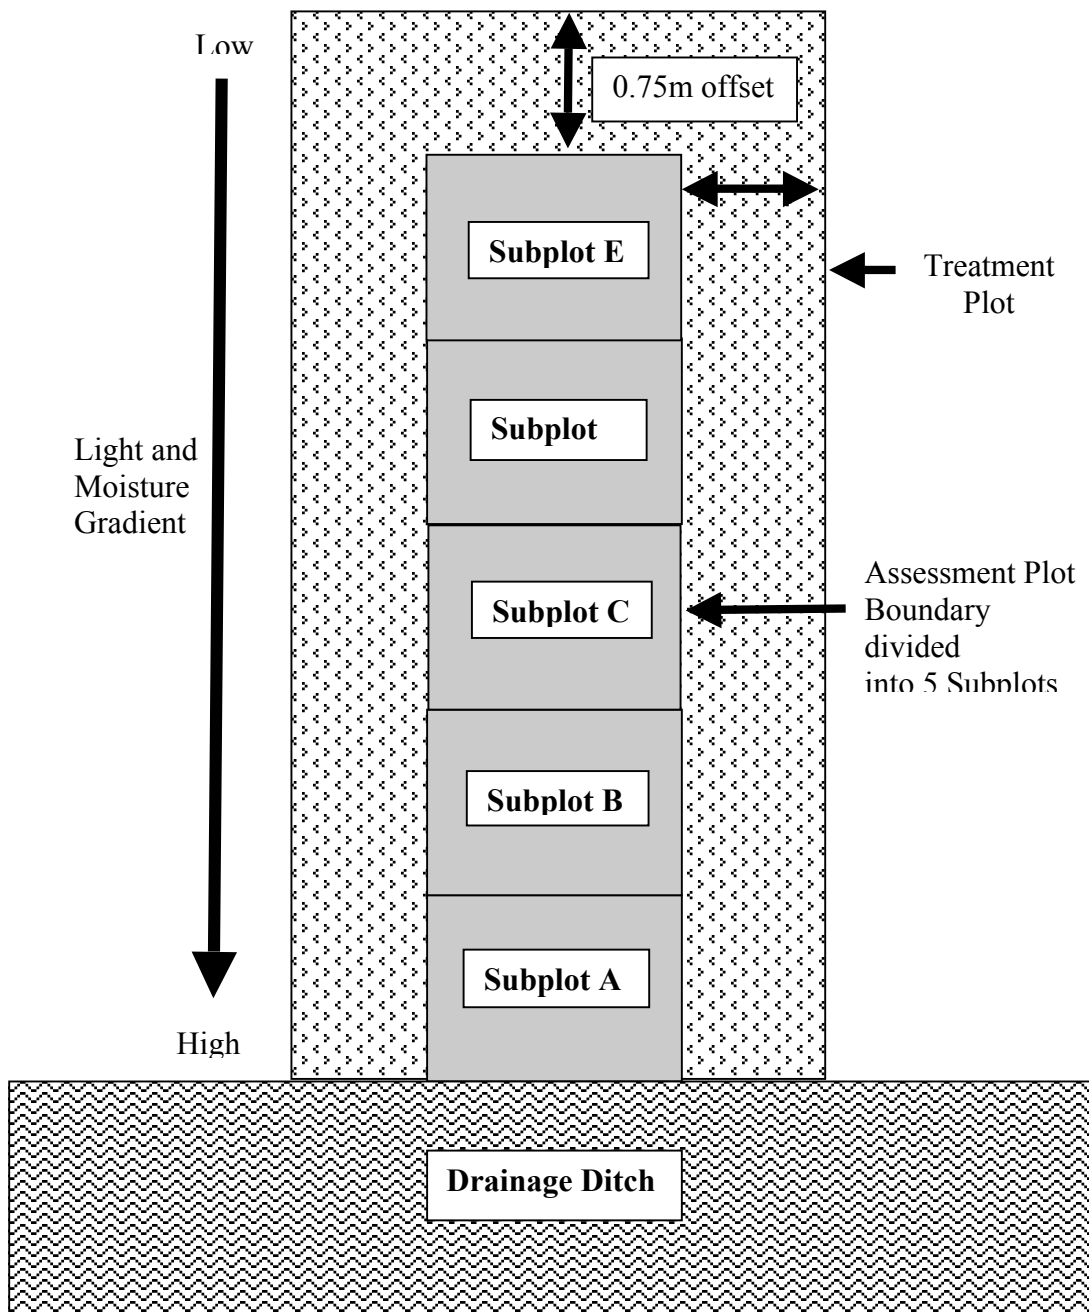 Low
0.75m offset
Subplot E
Treatment
Plot
Subplot
Light and
Moisture
Gradient
Subplot C
Assessment Plot
Boundary
divided
into 5 Subplots
Subplot B
Subplot A
High
Drainage Ditch